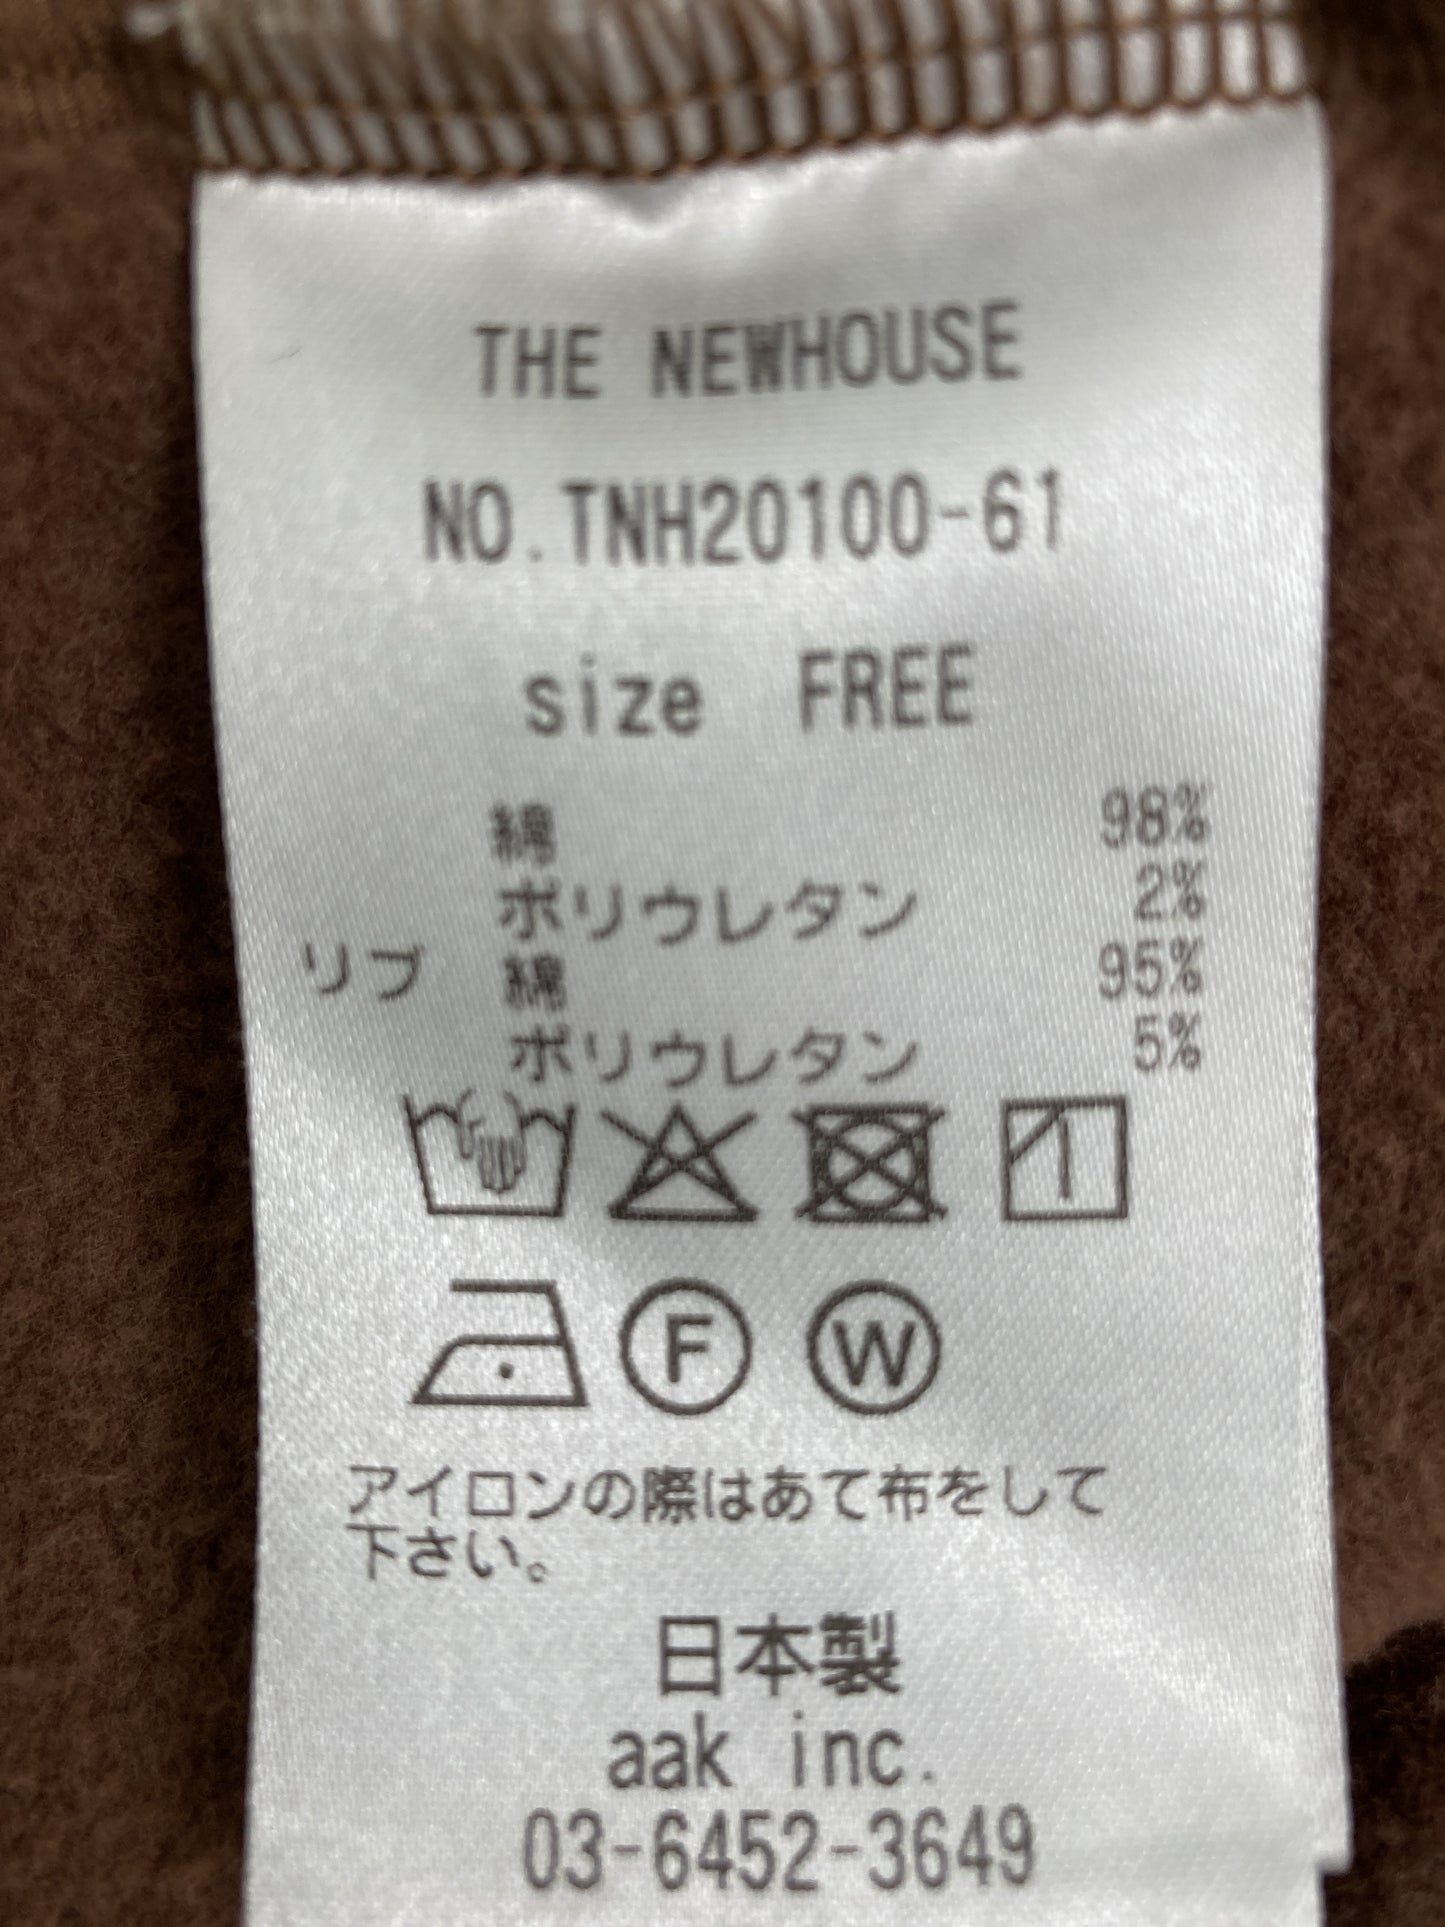 THE NEWHOUSE
NO.TNH20100-61
size FREE
綿 98%
ポリウレタン 2%
リブ 綿 95%
ポリウレタン 5%
F W
アイロンの際はあて布をして
下さい。
日本製
aak inc.
03-6452-3649